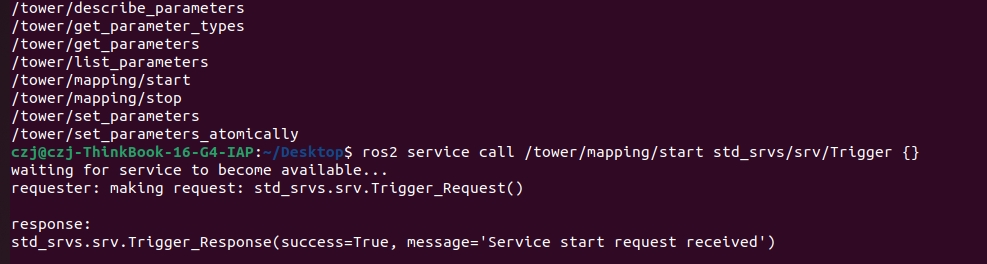 /tower/describe_parameters
/tower/get_parameter_types
/tower/get_parameters
/tower/list_parameters
/tower/mapping/start
/tower/mapping/stop
/tower/set_parameters
/tower/set_parameters_atomically
czj@czj-ThinkBook-16-G4-IAP:~/Desktop$ ros2 service call /tower/mapping/start std_srvs/srv/Trigger {}
waiting for service to become available...
requester: making request: std_srvs.srv.Trigger_Request()

response:
std_srvs.srv.Trigger_Response(success=True, message='Service start request received')